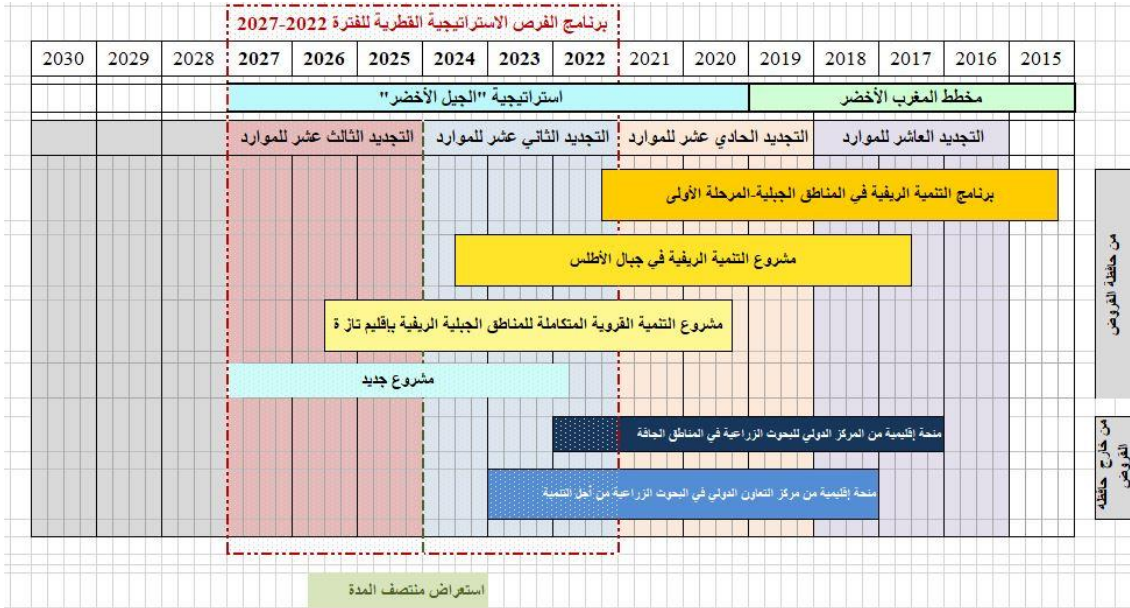 برنامج الفرص الاستراتيجية القطرية للفترة 2022-2027
2015 2016 2017 2018 2019 2020 2021 2022 2023 2024 2025 2026 2027 2028 2029 2030
مخطط المغرب الأخضر
استراتيجية "الجيل الأخضر"
التجديد العاشر للموارد
التجديد الحادي عشر للموارد
التجديد الثاني عشر للموارد
التجديد الثالث عشر للموارد
من حافظة القروض
برنامج التنمية الريفية في المناطق الجبلية-المرحلة الأولى
مشروع التنمية الريفية في جبال الأطلس
مشروع التنمية القروية المتكاملة للمناطق الجبلية الريفية بإقليم تاز ة
مشروع جديد
من خارج حافظة
القروض
منحة إقليمية من المركز الدولي للبحوث الزراعية في المناطق الجافة
منحة إقليمية من مركز التعاون الدولي في البحوث الزراعية من أجل التنمية
استعراض منتصف المدة